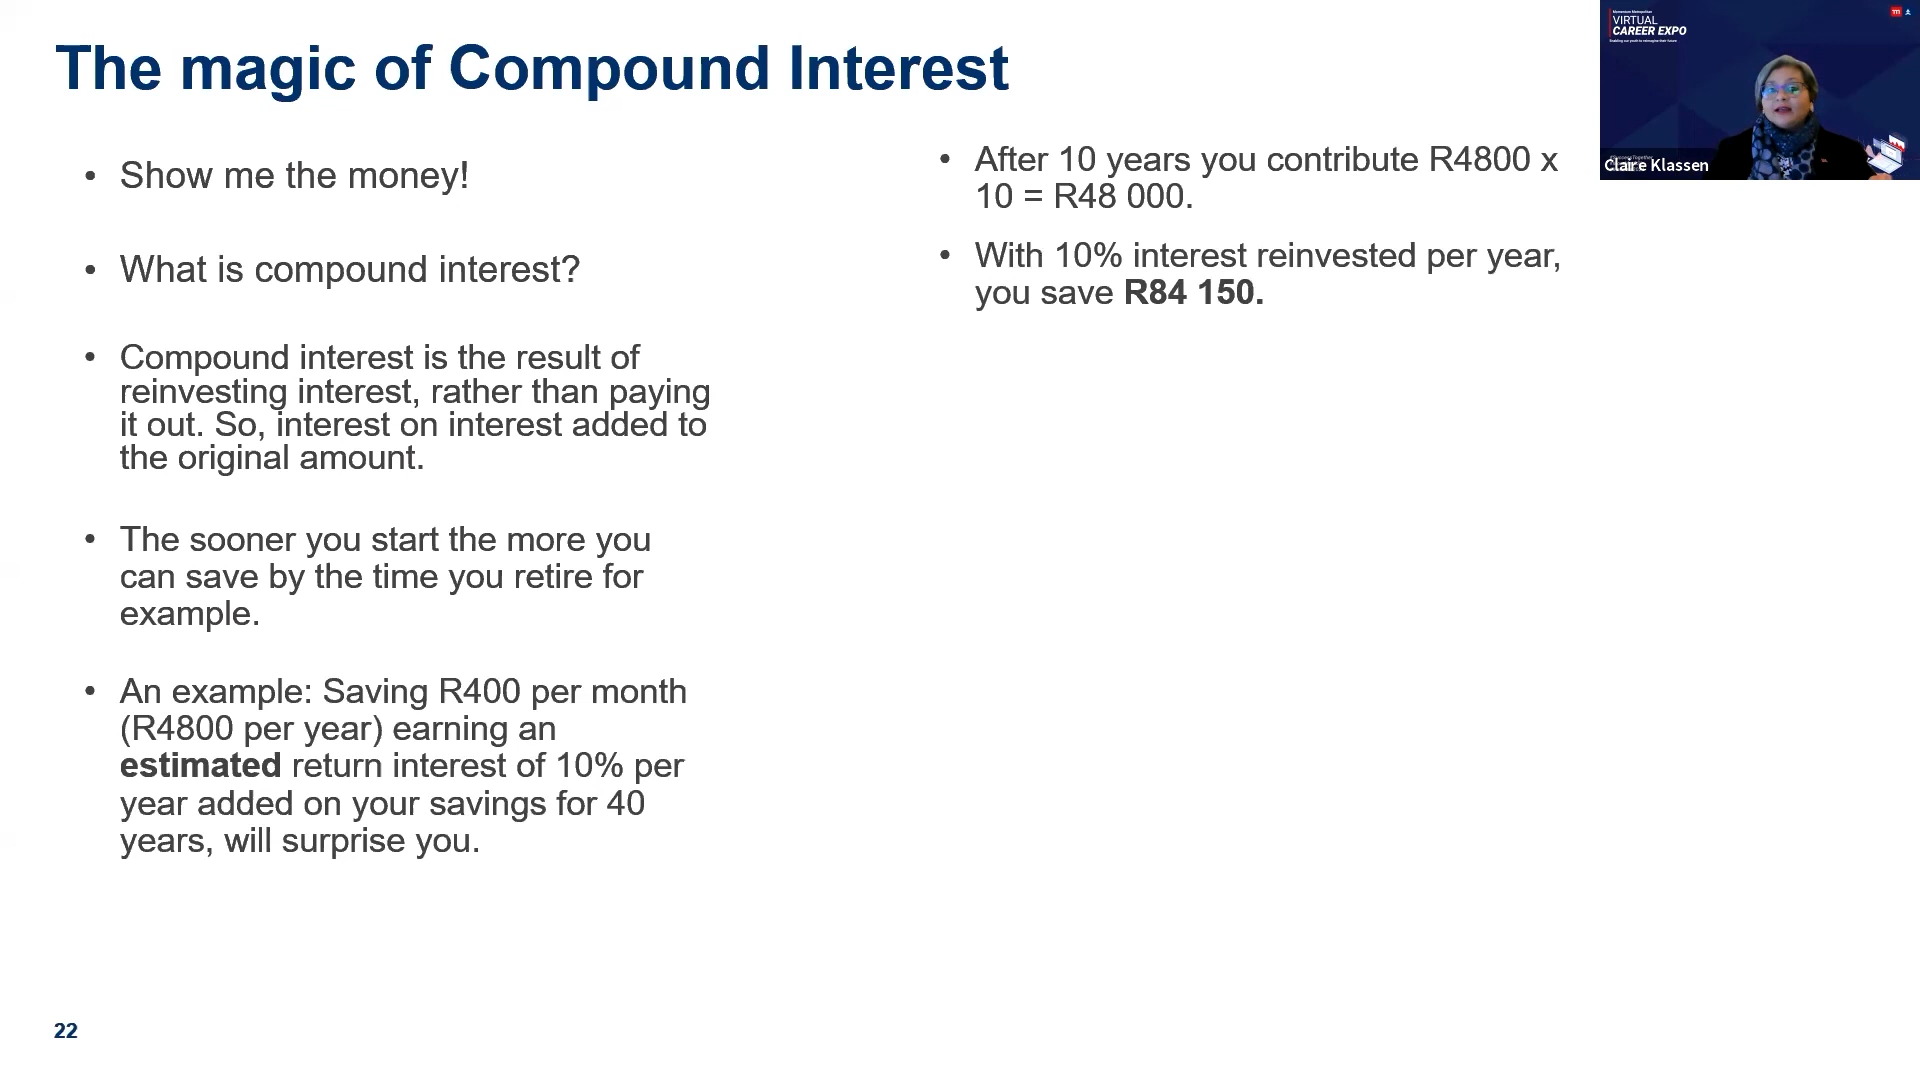 The magic of Compound Interest
• Show me the money!
• What is compound interest?
• Compound interest is the result of
reinvesting interest, rather than paying
it out. So, interest on interest added to
the original amount.
• The sooner you start the more you
can save by the time you retire for
example.
• An example: Saving R400 per month
(R4800 per year) earning an
estimated return interest of 10% per
year added on your savings for 40
years, will surprise you.
• After 10 years you contribute R4800 x
10 = R48 000.
• With 10% interest reinvested per year,
you save R84 150.
Momentum Metropolitan
VIRTUAL
CAREER EXPO
Claire Klassen
22